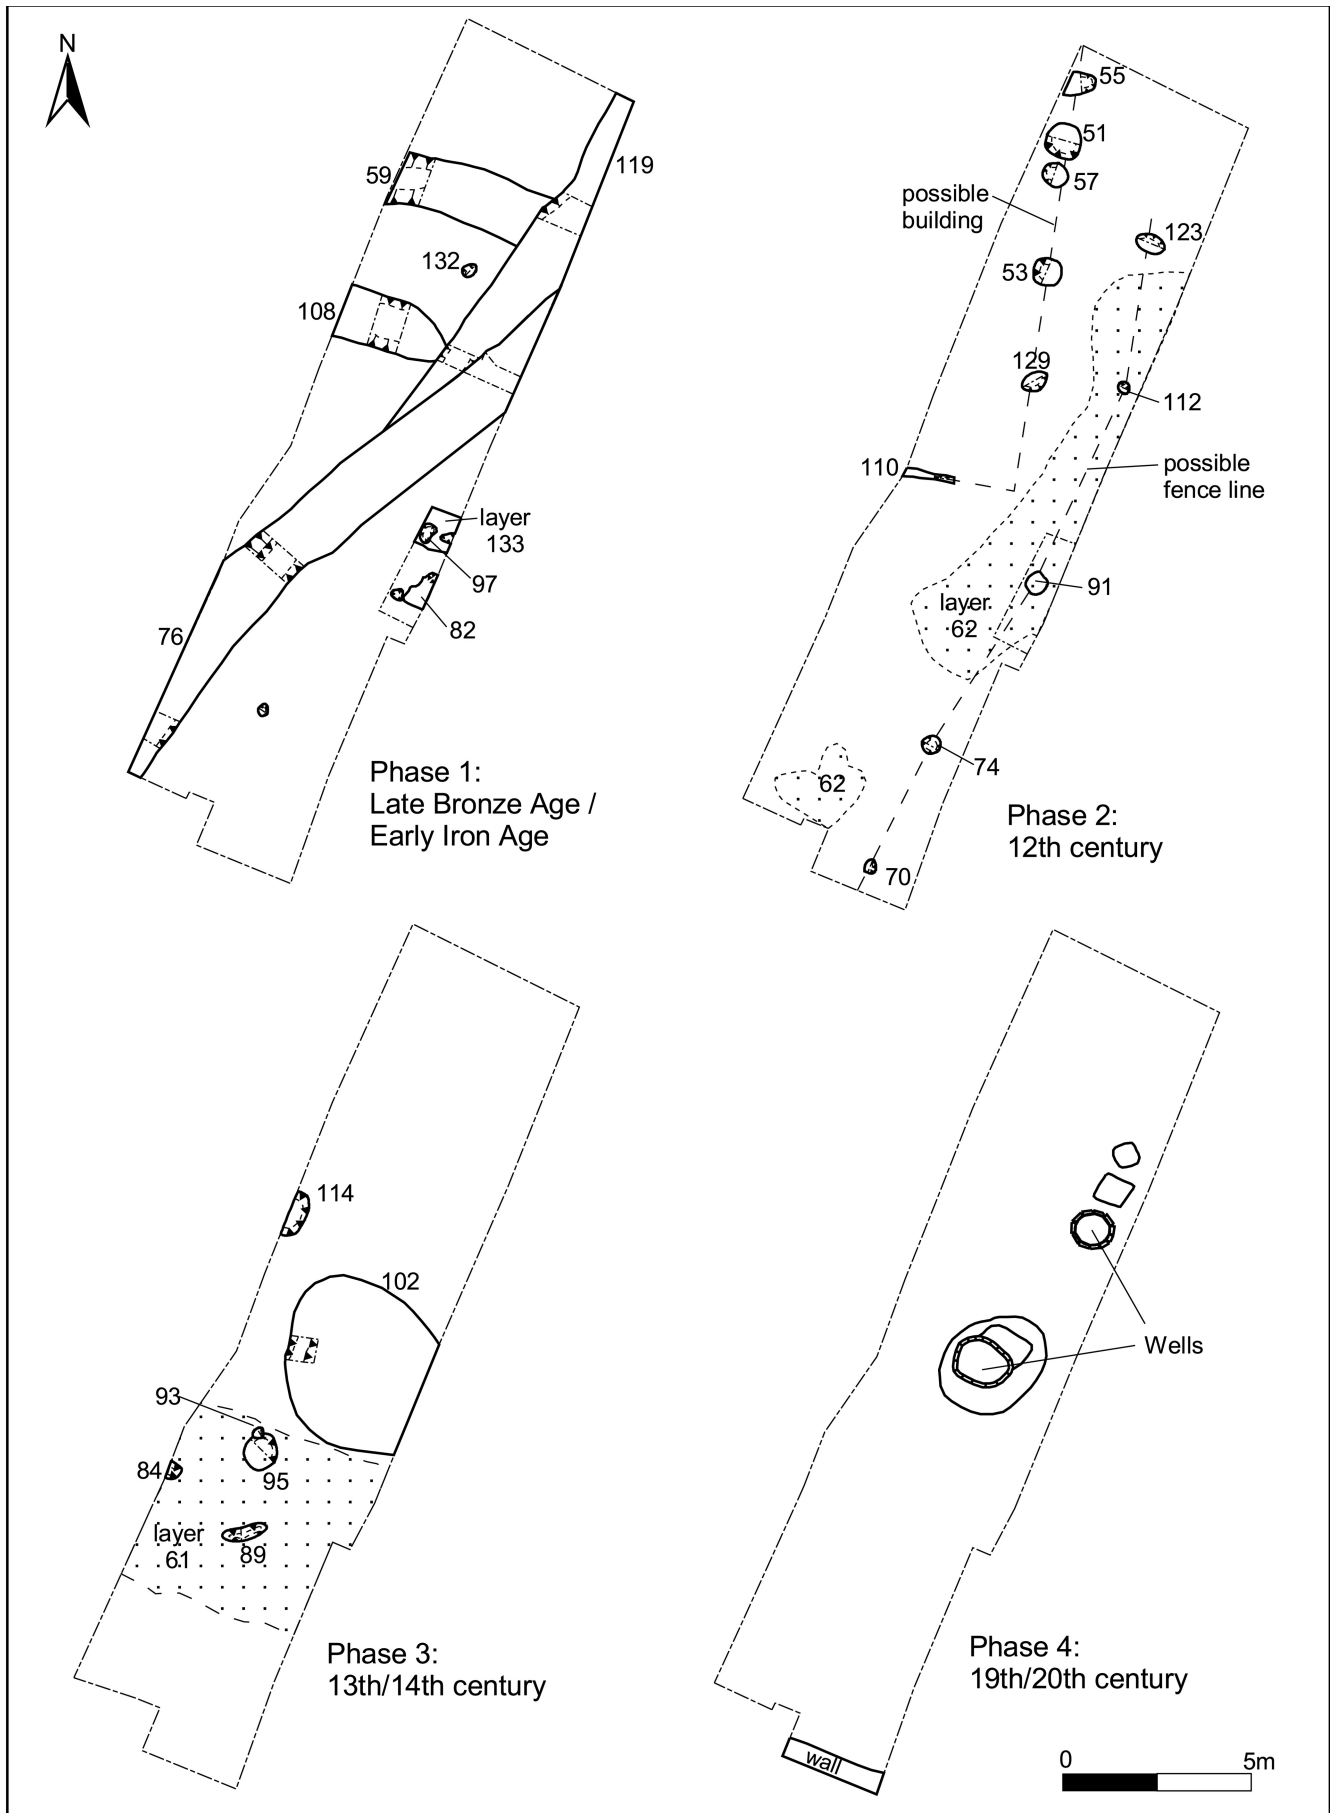 N
59
119
132
108
layer
133
97
82
76
Phase 1:
Late Bronze Age /
Early Iron Age
55
51
57
possible
building
123
53
129
112
110
possible
fence line
91
layer
62
74
62
70
Phase 2:
12th century
114
102
93
84
95
layer
61
89
Phase 3:
13th/14th century
Wells
Phase 4:
19th/20th century
wall
0 5m